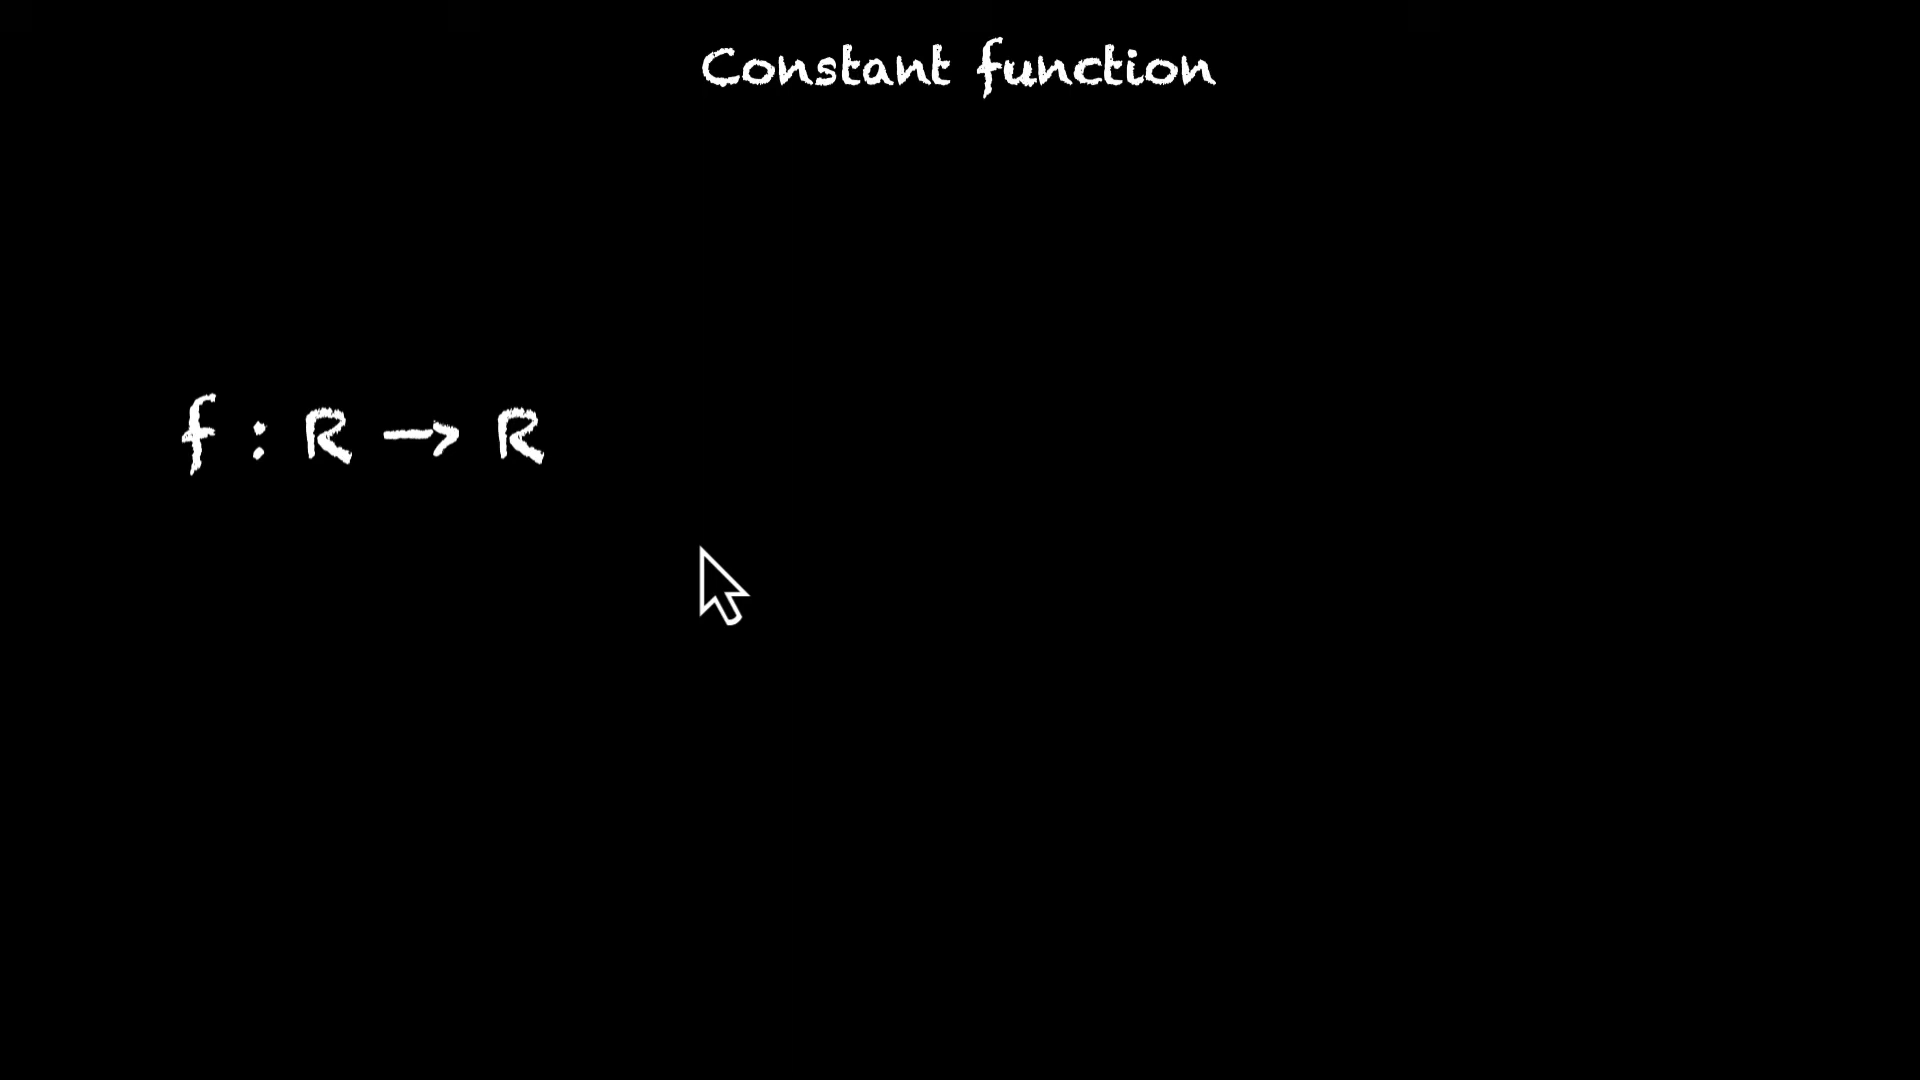 Constant function
f : R → R